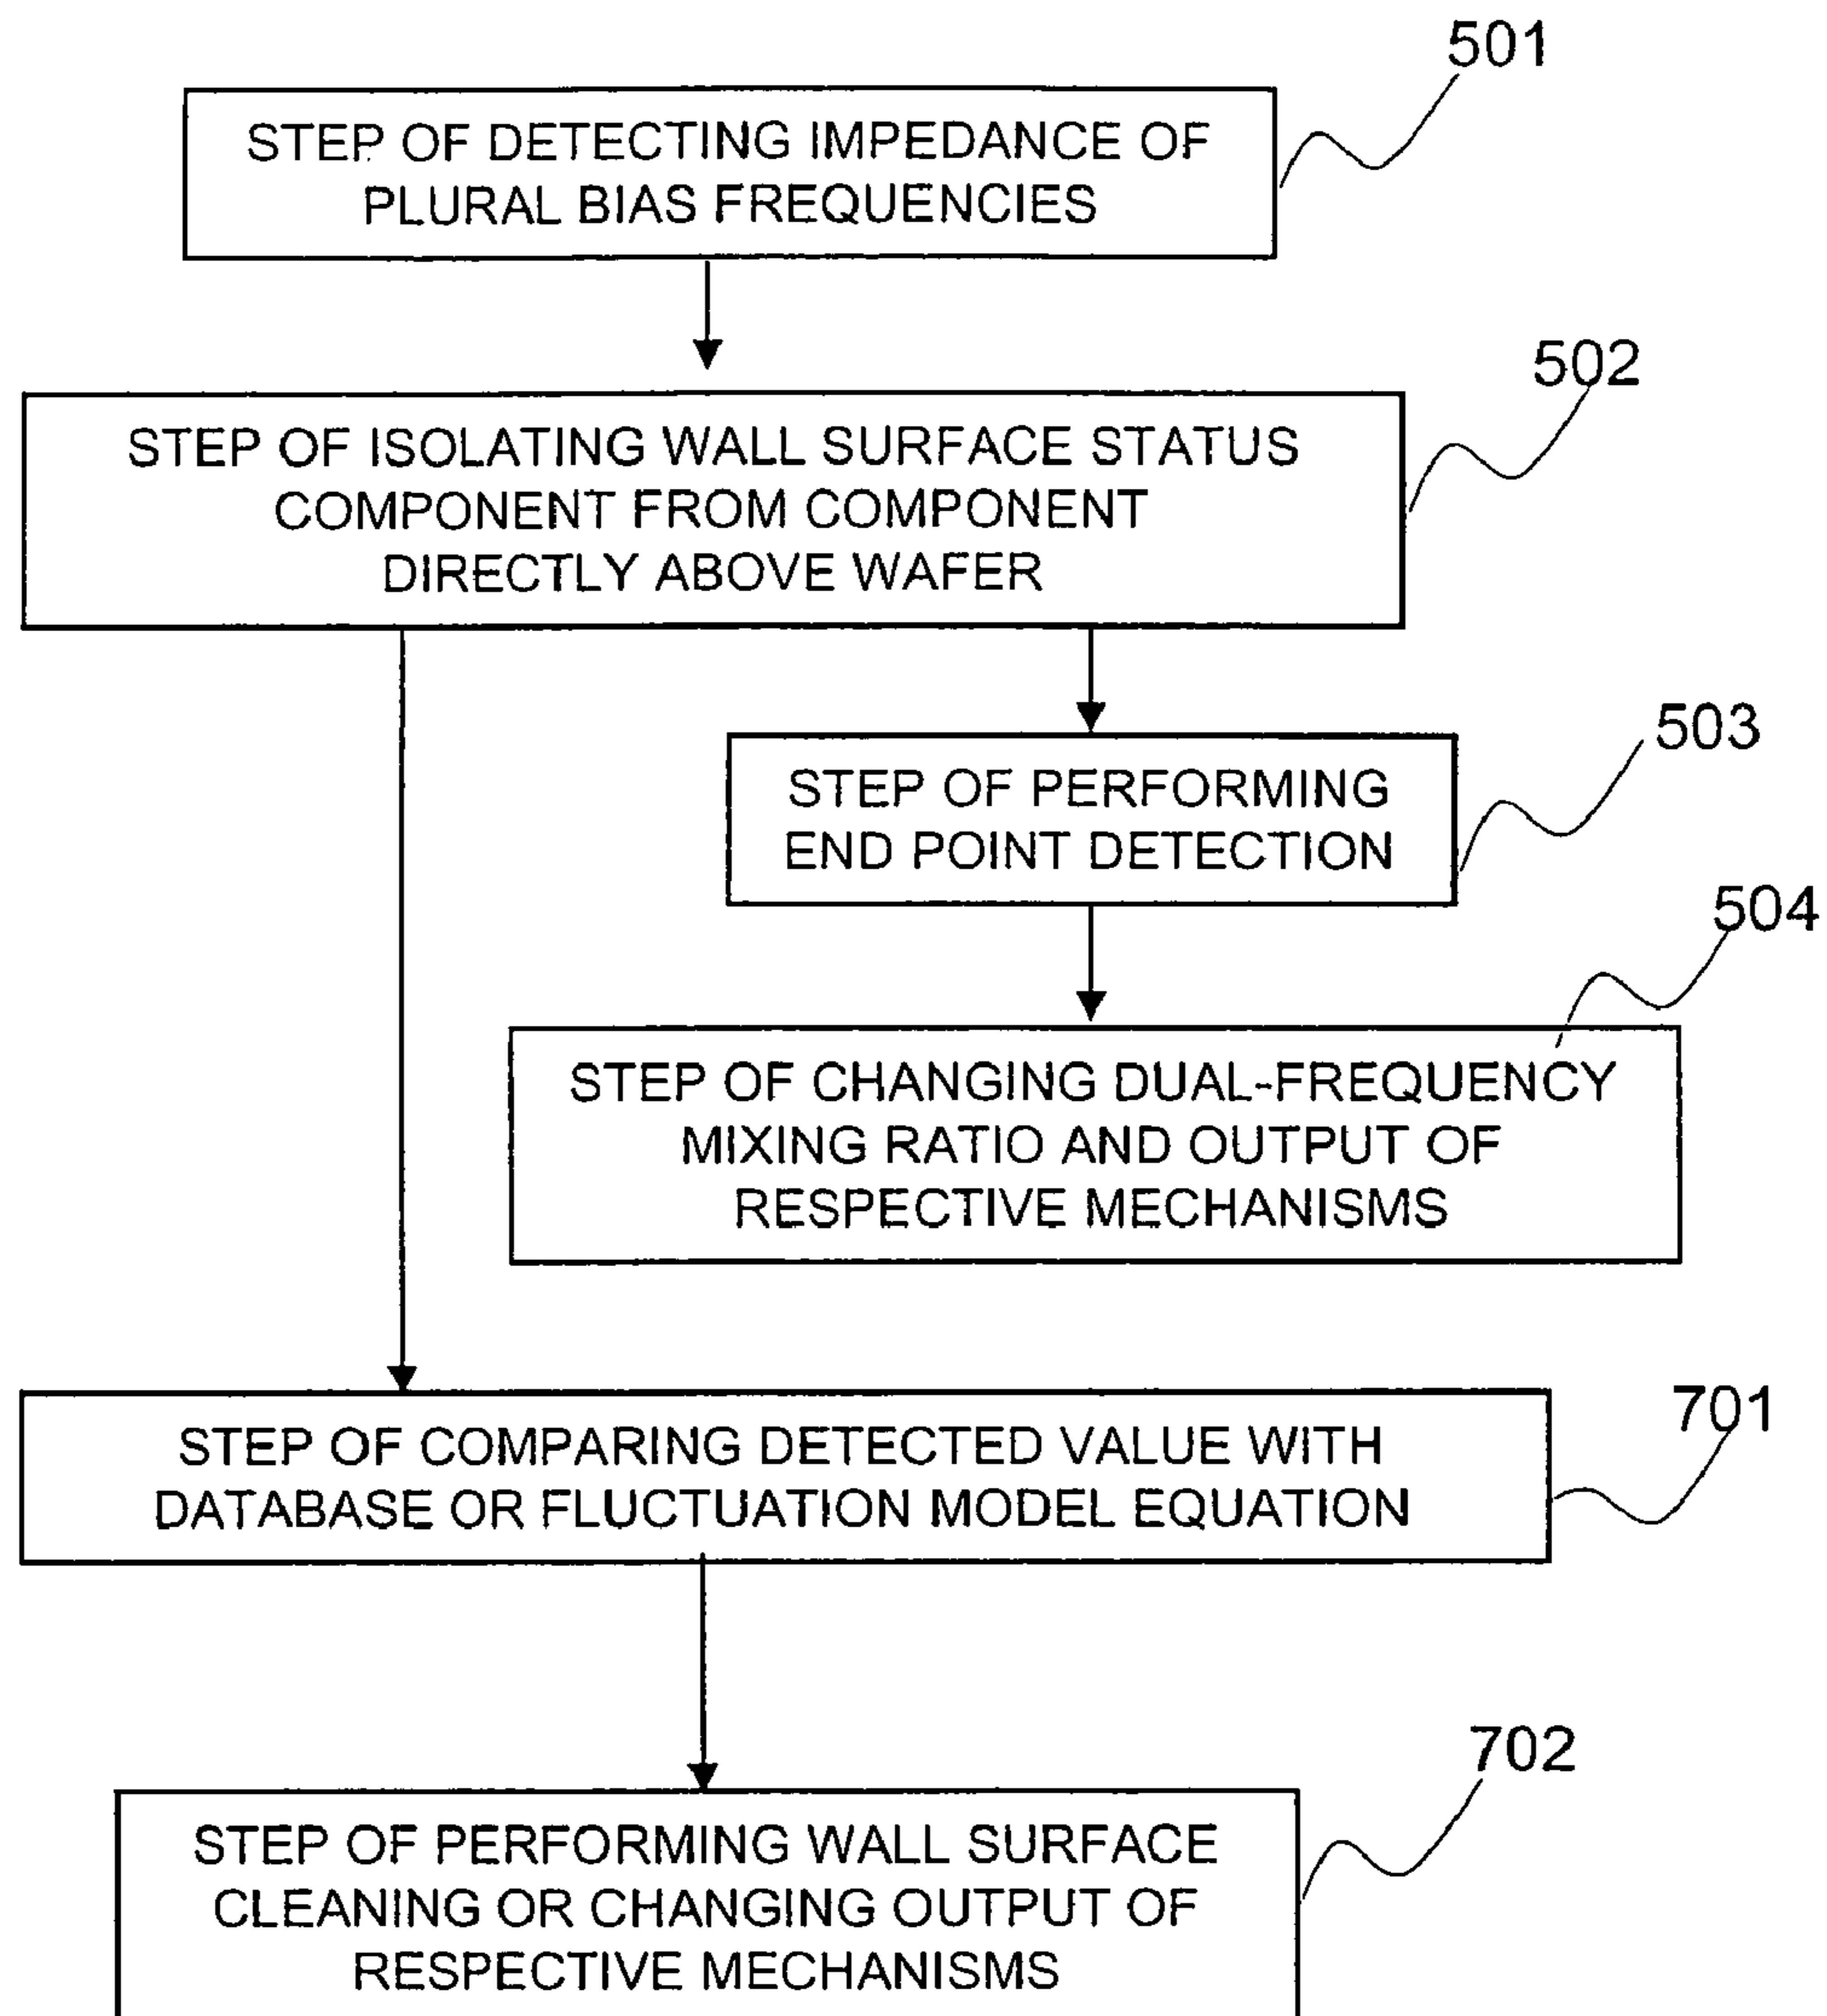 501
STEP OF DETECTING IMPEDANCE OF
PLURAL BIAS FREQUENCIES
502
STEP OF ISOLATING WALL SURFACE STATUS
COMPONENT FROM COMPONENT
DIRECTLY ABOVE WAFER
503
STEP OF PERFORMING
END POINT DETECTION
504
STEP OF CHANGING DUAL-FREQUENCY
MIXING RATIO AND OUTPUT OF
RESPECTIVE MECHANISMS
701
STEP OF COMPARING DETECTED VALUE WITH
DATABASE OR FLUCTUATION MODEL EQUATION
702
STEP OF PERFORMING WALL SURFACE
CLEANING OR CHANGING OUTPUT OF
RESPECTIVE MECHANISMS